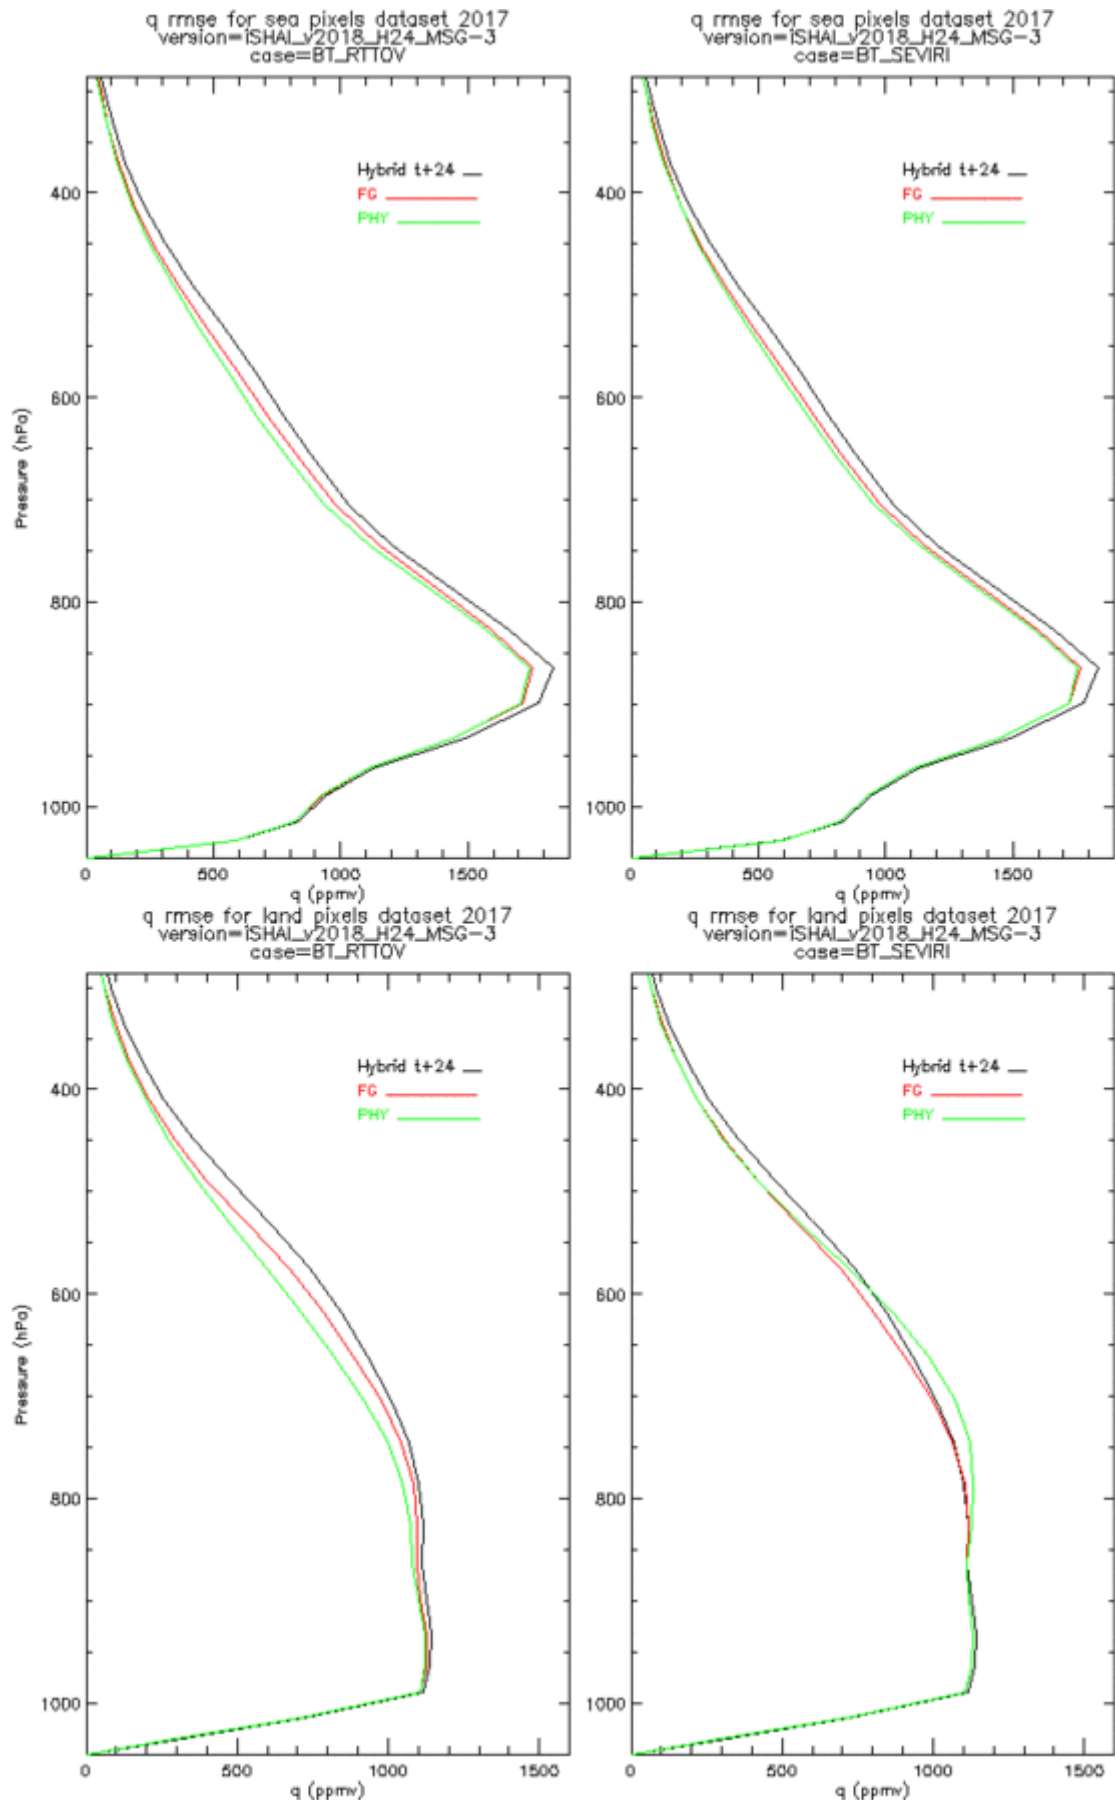 q rmse for sea pixels dataset 2017
version=iSHAI_v2018_H24_MSG-3
case=BT_RTTOV
Hybrid t+24
FG
PHY
400
600
800
1000
Pressure (hPa)
0 500 1000 1500
q (ppmv)
q rmse for sea pixels dataset 2017
version=iSHAI_v2018_H24_MSG-3
case=BT_SEVIRI
Hybrid t+24
FG
PHY
400
600
800
1000
0 500 1000 1500
q (ppmv)
q rmse for land pixels dataset 2017
version=iSHAI_v2018_H24_MSG-3
case=BT_RTTOV
Hybrid t+24
FG
PHY
400
600
800
1000
Pressure (hPa)
0 500 1000 1500
q (ppmv)
q rmse for land pixels dataset 2017
version=iSHAI_v2018_H24_MSG-3
case=BT_SEVIRI
Hybrid t+24
FG
PHY
400
600
800
1000
0 500 1000 1500
q (ppmv)